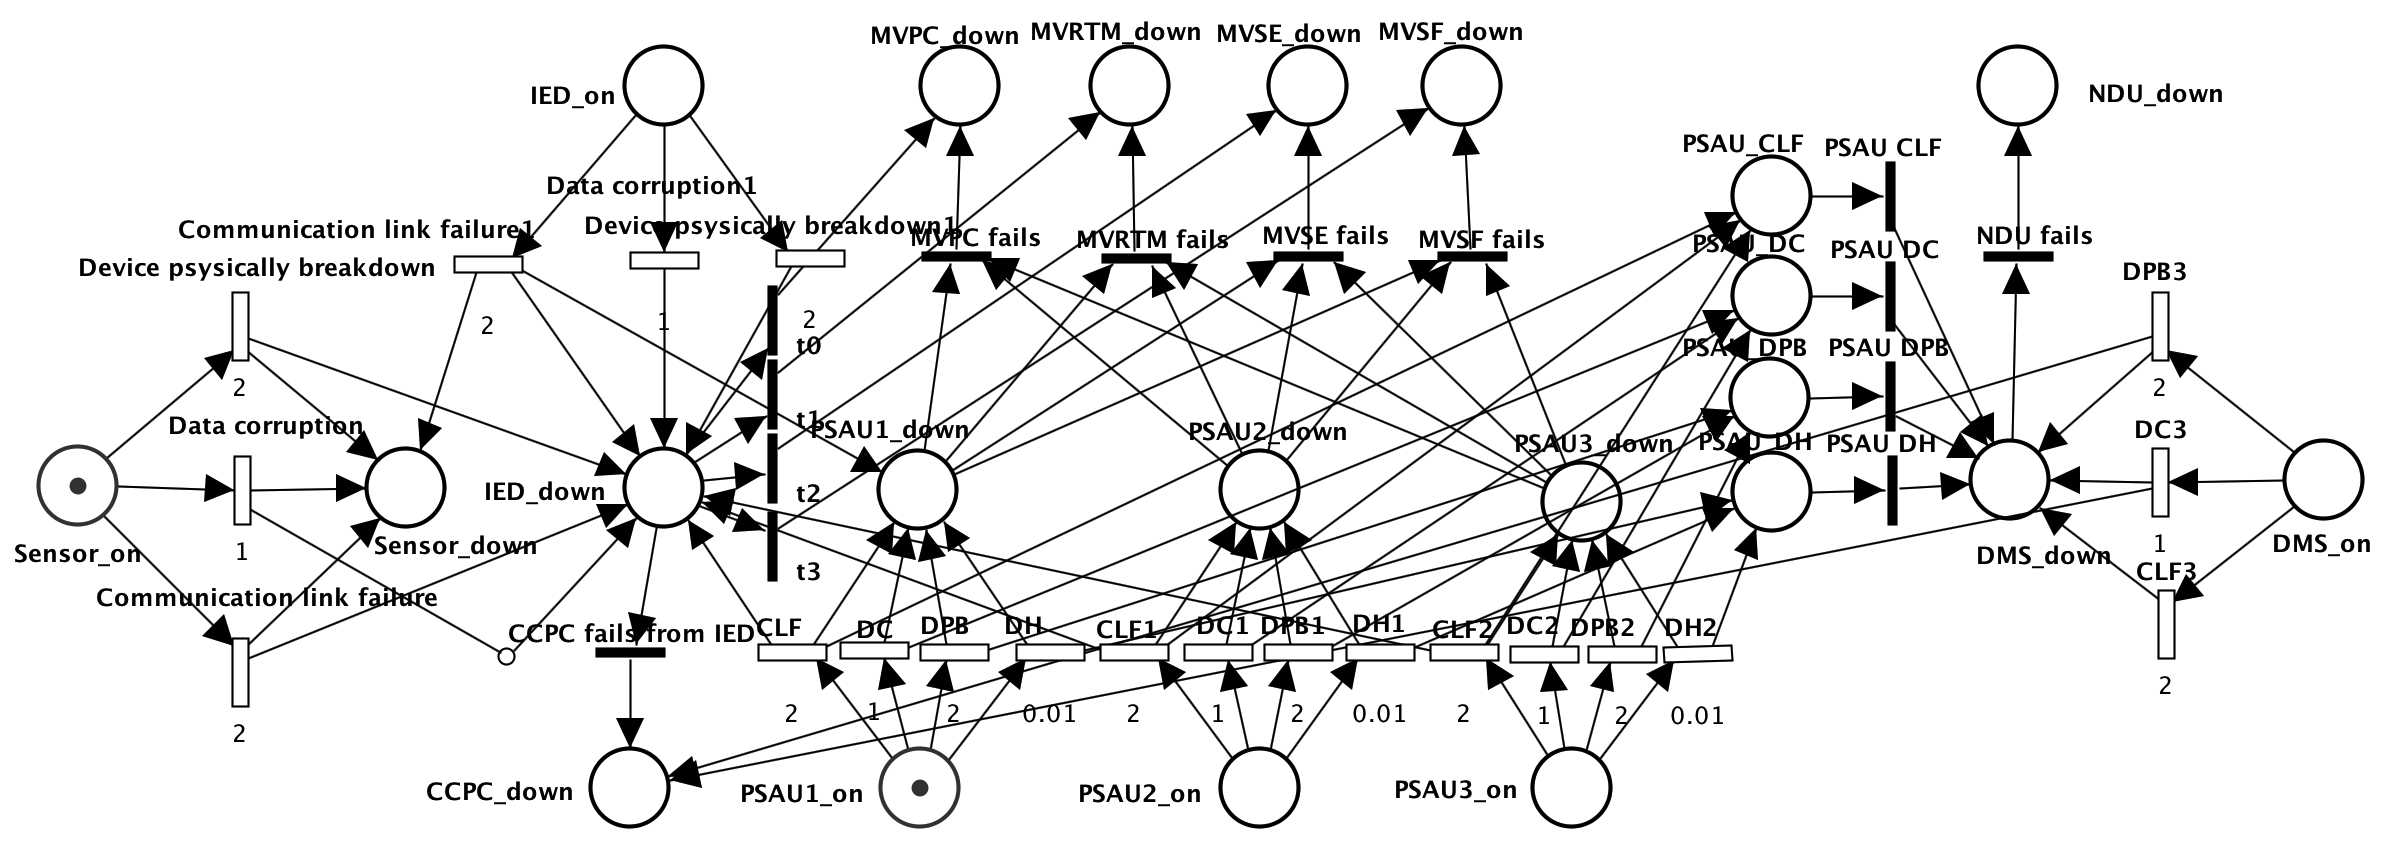 MVPC_down
MVRTM_down
MVSE_down
MVSF_down
IED_on
NDU_down
PSAU_CLF
PSAU CLF
Data corruption1
Communication link failure1
Device psysically breakdown1
MVPC fails
MVRTM fails
MVSE fails
MVSF fails
PSAU_DC
PSAU DC
NDU fails
Device psysically breakdown
DPB3
2
1
2
t0
PSAU_DPB
PSAU DPB
2
2
Data corruption
t1
PSAU1_down
PSAU2_down
PSAU3_down
PSAU_DH
PSAU DH
DC3
IED_down
t2
Sensor_on
1
Sensor_down
DMS_down
1
DMS_on
t3
CLF3
Communication link failure
CCPC fails from IED
CLF
DC
DPB
DH
CLF1
DC1
DPB1
DH1
CLF2
DC2
DPB2
DH2
2
2
2
1
2
0.01
2
1
2
0.01
2
1
2
0.01
CCPC_down
PSAU1_on
PSAU2_on
PSAU3_on